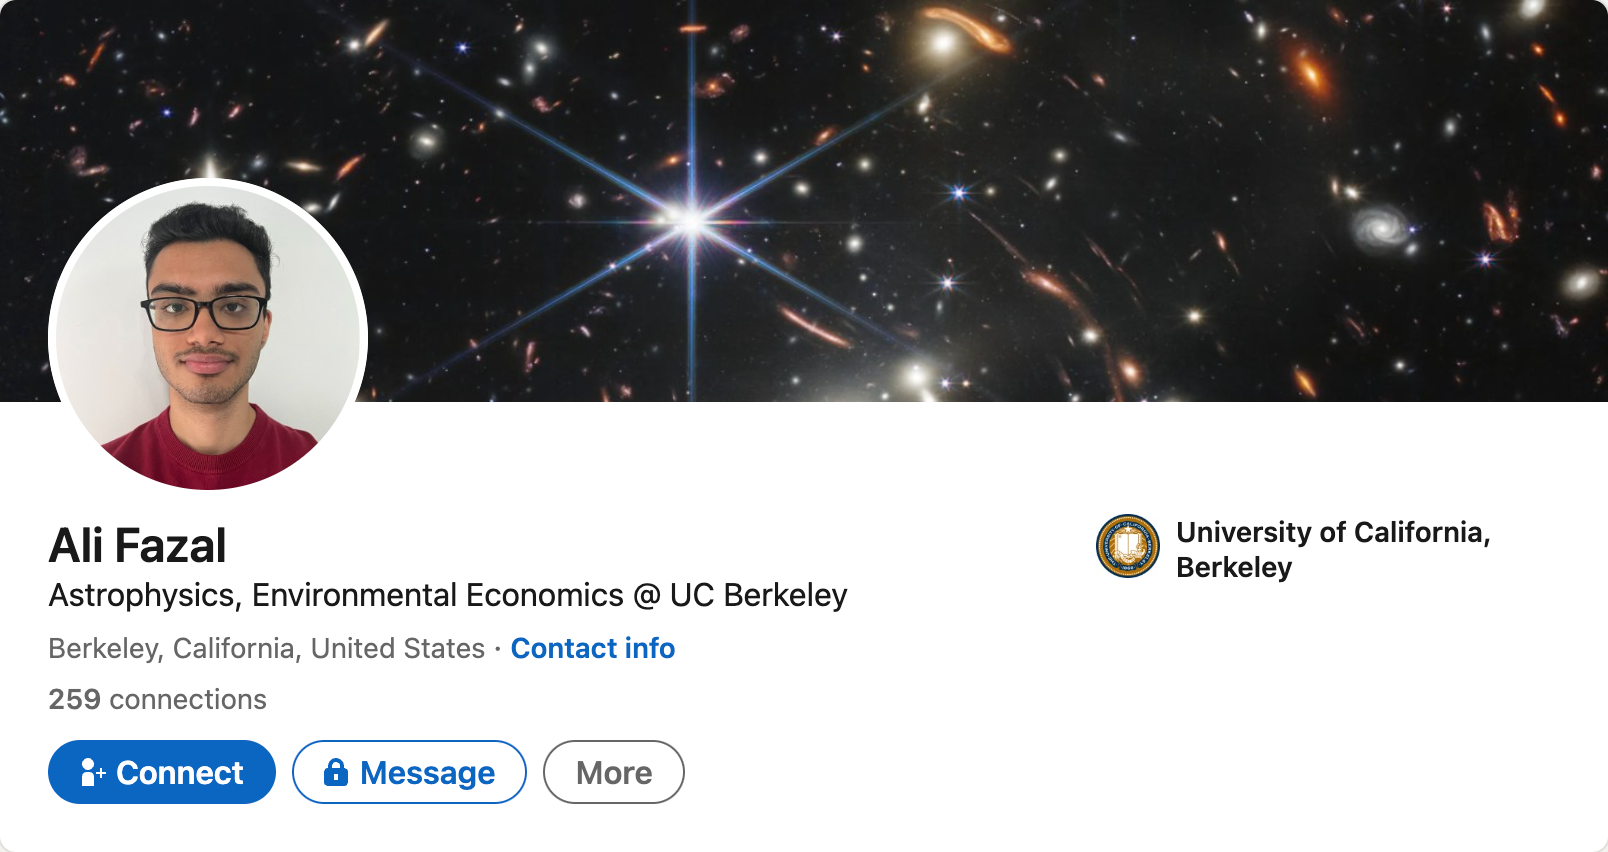 Ali Fazal
Astrophysics, Environmental Economics @ UC Berkeley
Berkeley, California, United States · Contact info
259 connections
Connect
Message
More
University of California,
Berkeley